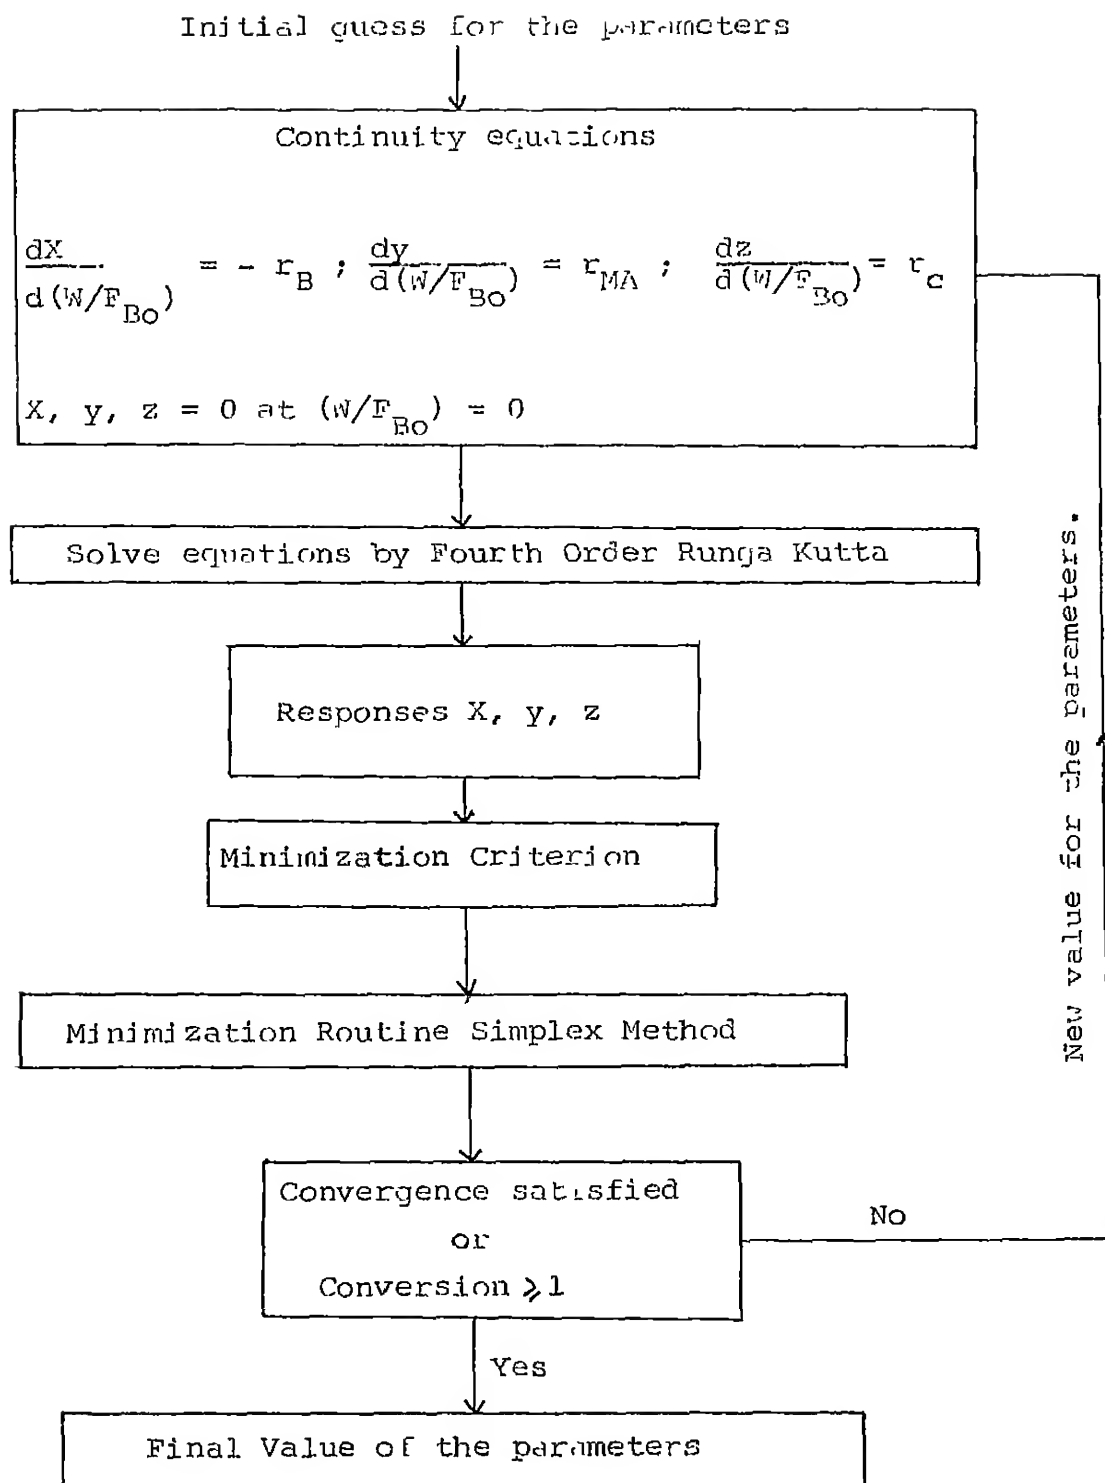 Initial guess for the parameters
Continuity equations
dX/d(W/F_Bo) = - r_B ; dy/d(W/F_Bo) = r_MA ; dz/d(W/F_Bo) = r_c
X, y, z = 0 at (W/F_Bo) = 0
Solve equations by Fourth Order Runga Kutta
Responses X, y, z
Minimization Criterion
Minimization Routine Simplex Method
Convergence satisfied
or
Conversion ⩾1
No
Yes
Final Value of the parameters
New value for the parameters.